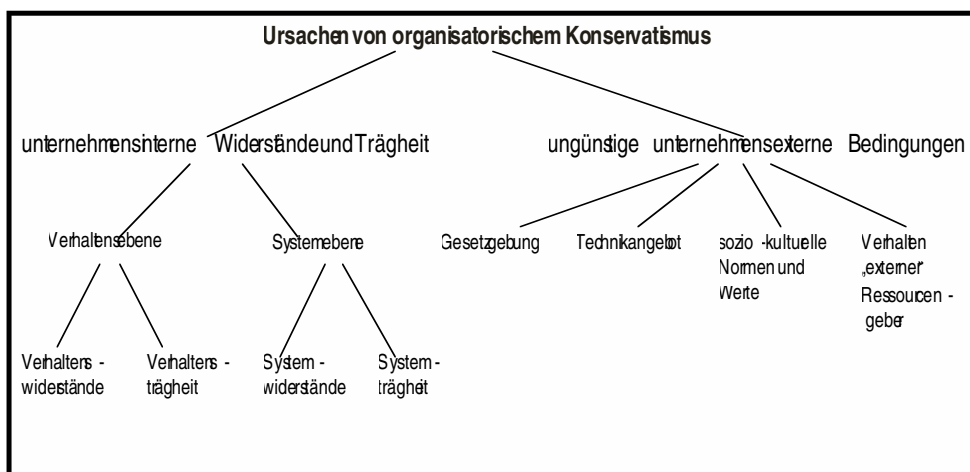 Ursachen von organisatorischem Konservatismus
unternehmensinterne Widerstände und Trägheit
ungünstige unternehmensexterne Bedingungen
Verhaltensebene
Systemebene
Gesetzgebung
Technikangebot
sozio -kulturelle
Normen und
Werte
Verhalten
„externer“
Ressourcen -
geber
Verhaltens -
widerstände
Verhaltens -
trägheit
System -
widerstände
System -
trägheit